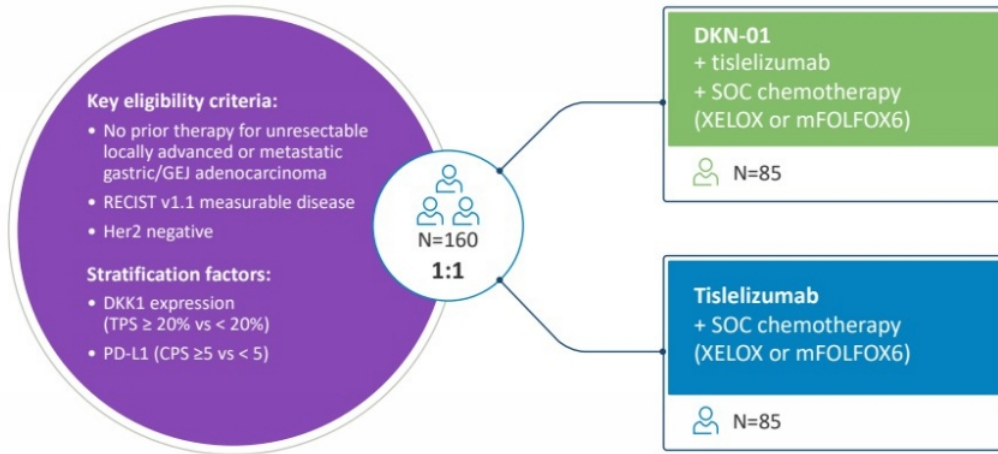 Key eligibility criteria:
• No prior therapy for unresectable
locally advanced or metastatic
gastric/GEJ adenocarcinoma
• RECIST v1.1 measurable disease
• Her2 negative
Stratification factors:
• DKK1 expression
(TPS ≥ 20% vs < 20%)
• PD-L1 (CPS ≥5 vs < 5)
N=160
1:1
DKN-01
+ tislelizumab
+ SOC chemotherapy
(XELOX or mFOLFOX6)
N=85
Tislelizumab
+ SOC chemotherapy
(XELOX or mFOLFOX6)
N=85